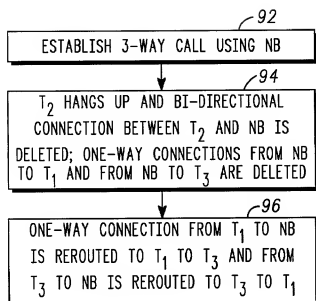 92
ESTABLISH 3-WAY CALL USING NB
94
T2 HANGS UP AND BI-DIRECTIONAL
CONNECTION BETWEEN T2 AND NB IS
DELETED; ONE-WAY CONNECTIONS FROM NB
TO T1 AND FROM NB TO T3 ARE DELETED
96
ONE-WAY CONNECTION FROM T1 TO NB
IS REROUTED TO T1 TO T3 AND FROM
T3 TO NB IS REROUTED TO T3 TO T1